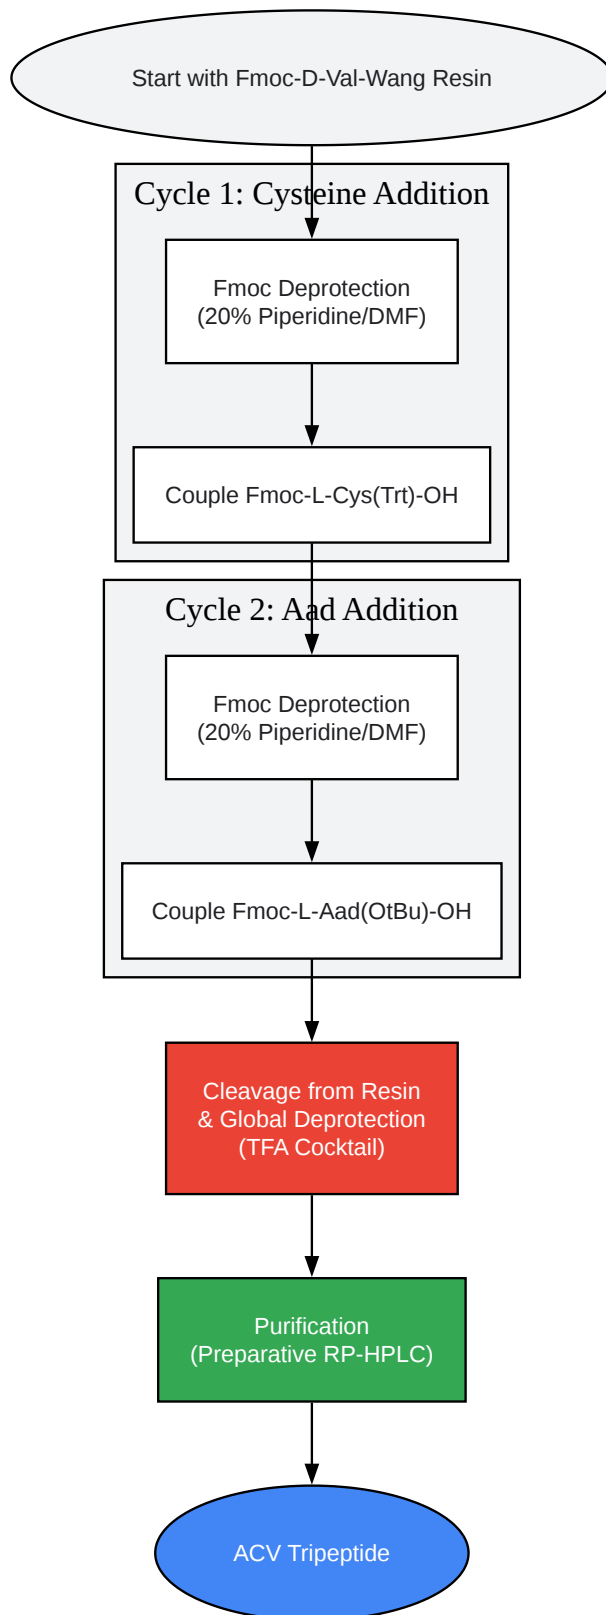 Start with Fmoc-D-Val-Wang Resin
Cycle 1: Cysteine Addition
Fmoc Deprotection
(20% Piperidine/DMF)
Couple Fmoc-L-Cys(Trt)-OH
Cycle 2: Aad Addition
Fmoc Deprotection
(20% Piperidine/DMF)
Couple Fmoc-L-Aad(OtBu)-OH
Cleavage from Resin
& Global Deprotection
(TFA Cocktail)
Purification
(Preparative RP-HPLC)
ACV Tripeptide